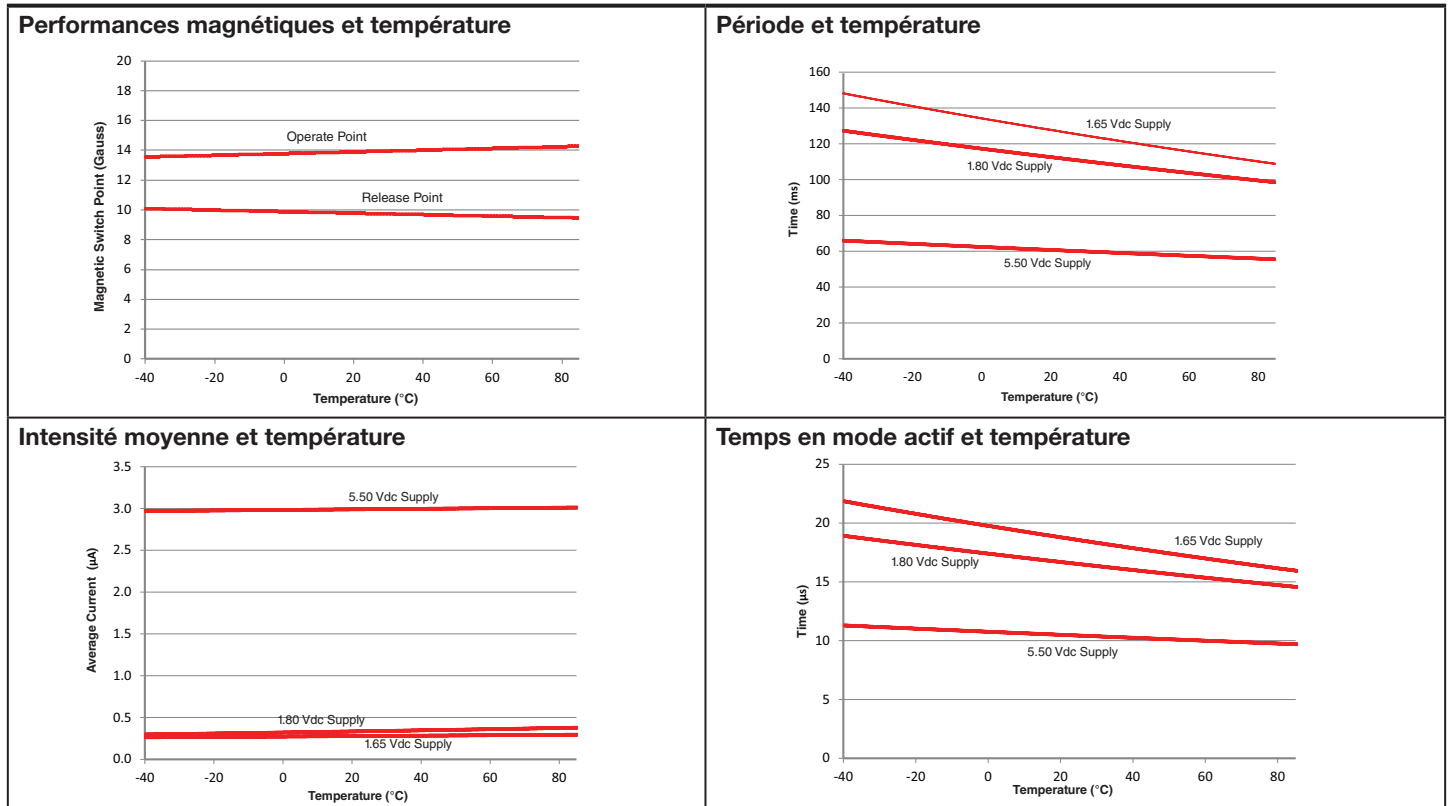 Performances magnétiques et température
20
18
16
14
12
10
8
6
4
2
0
Magnetic Switch Point (Gauss)
Operate Point
Release Point
-40 -20 0 20 40 60 80
Temperature (°C)
Période et température
160
140
120
100
80
60
40
20
0
Time (ms)
1.65 Vdc Supply
1.80 Vdc Supply
5.50 Vdc Supply
-40 -20 0 20 40 60 80
Temperature (°C)
Intensité moyenne et température
3.5
3.0
2.5
2.0
1.5
1.0
0.5
0.0
Average Current (µA)
5.50 Vdc Supply
1.80 Vdc Supply
1.65 Vdc Supply
-40 -20 0 20 40 60 80
Temperature (°C)
Temps en mode actif et température
25
20
15
10
5
0
Time (µs)
1.65 Vdc Supply
1.80 Vdc Supply
5.50 Vdc Supply
-40 -20 0 20 40 60 80
Temperature (°C)